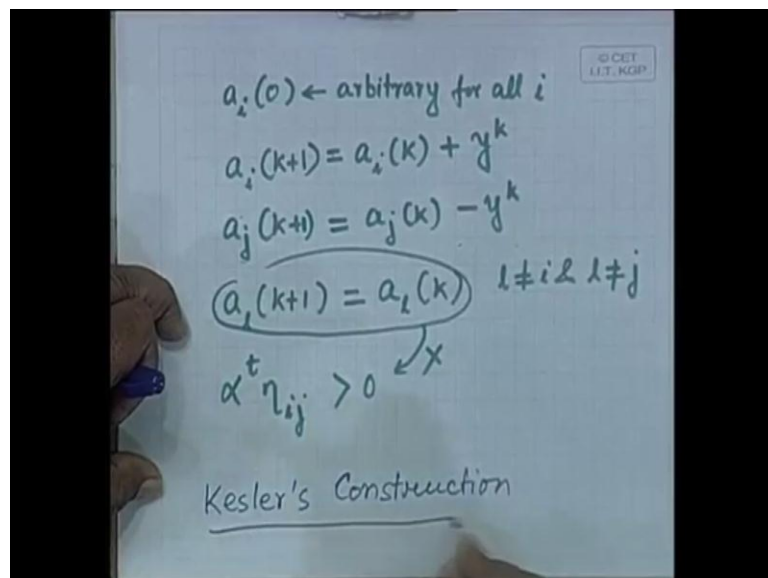 © CET
I.I.T. KGP
a_i(0) ← arbitrary for all i
a_i(k+1) = a_i(k) + y^k
a_j(k+1) = a_j(k) − y^k
a_l(k+1) = a_l(k) l ≠ i & l ≠ j
x
α^t η_ij > 0
Kesler's Construction